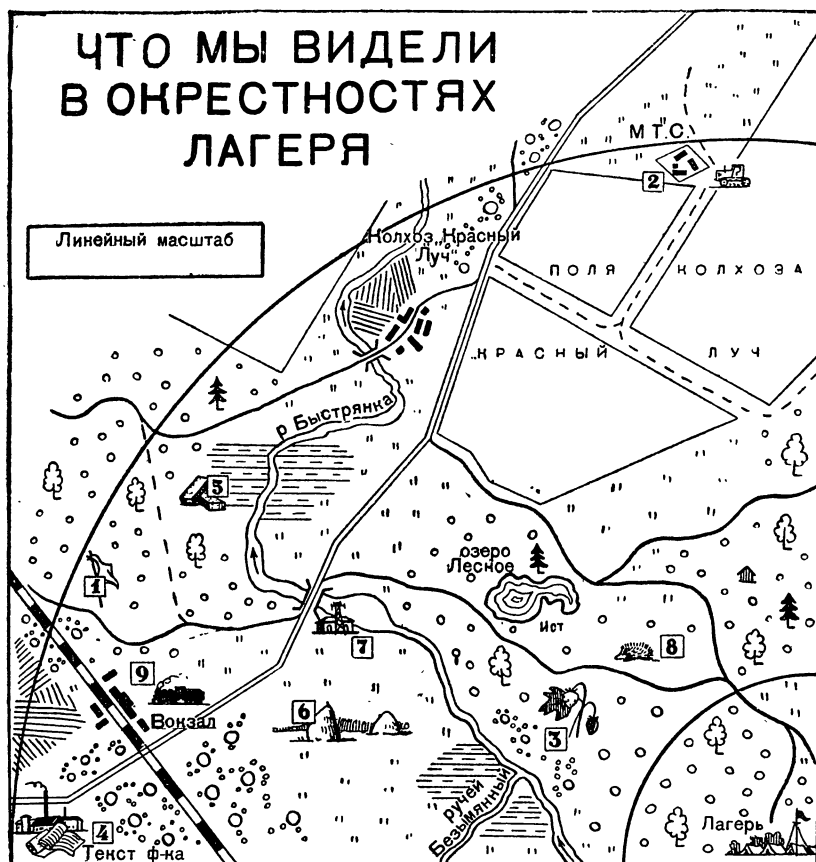 ЧТО МЫ ВИДЕЛИ
В ОКРЕСТНОСТЯХ
ЛАГЕРЯ
Линейный масштаб
М.Т.С.
2
Колхоз „Красный
Луч"
ПОЛЯ КОЛХОЗА
„КРАСНЫЙ ЛУЧ
р Быстрянка
5
озеро
Лесное
Ист
1
7
8
9
Вокзал
6
3
ручей
Безымянный
Лагерь
4
Текст ф-ка